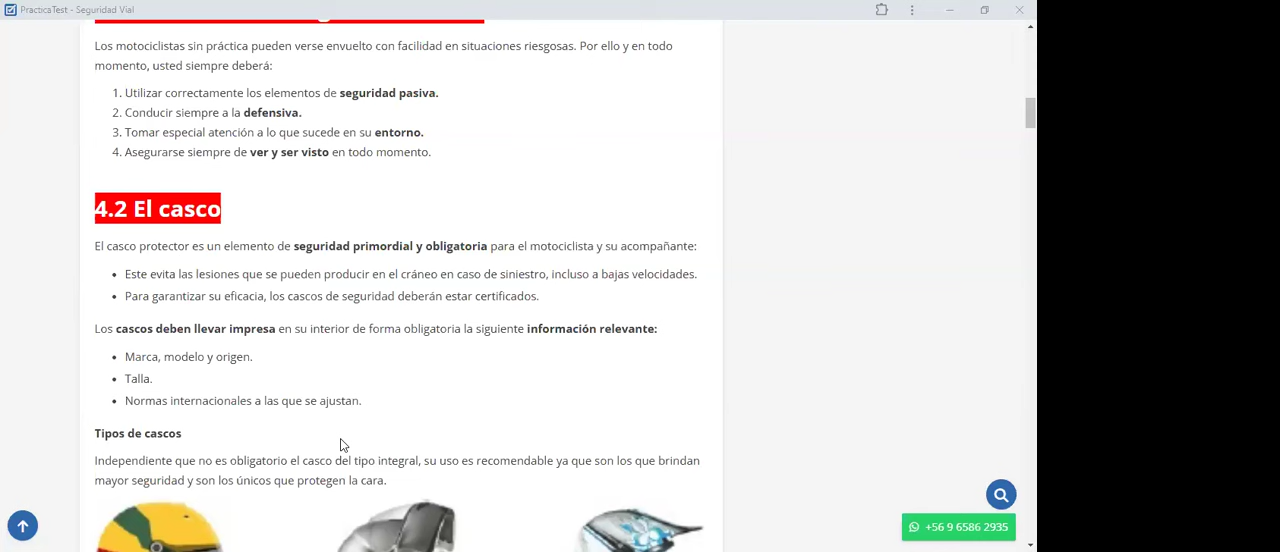 PracticaTest - Seguridad Vial
Los motociclistas sin práctica pueden verse envuelto con facilidad en situaciones riesgosas. Por ello y en todo
momento, usted siempre deberá:
1. Utilizar correctamente los elementos de seguridad pasiva.
2. Conducir siempre a la defensiva.
3. Tomar especial atención a lo que sucede en su entorno.
4. Asegurarse siempre de ver y ser visto en todo momento.
4.2 El casco
El casco protector es un elemento de seguridad primordial y obligatoria para el motociclista y su acompañante:
• Este evita las lesiones que se pueden producir en el cráneo en caso de siniestro, incluso a bajas velocidades.
• Para garantizar su eficacia, los cascos de seguridad deberán estar certificados.
Los cascos deben llevar impresa en su interior de forma obligatoria la siguiente información relevante:
• Marca, modelo y origen.
• Talla.
• Normas internacionales a las que se ajustan.
Tipos de cascos
Independiente que no es obligatorio el casco del tipo integral, su uso es recomendable ya que son los que brindan
mayor seguridad y son los únicos que protegen la cara.
+56 9 6586 2935